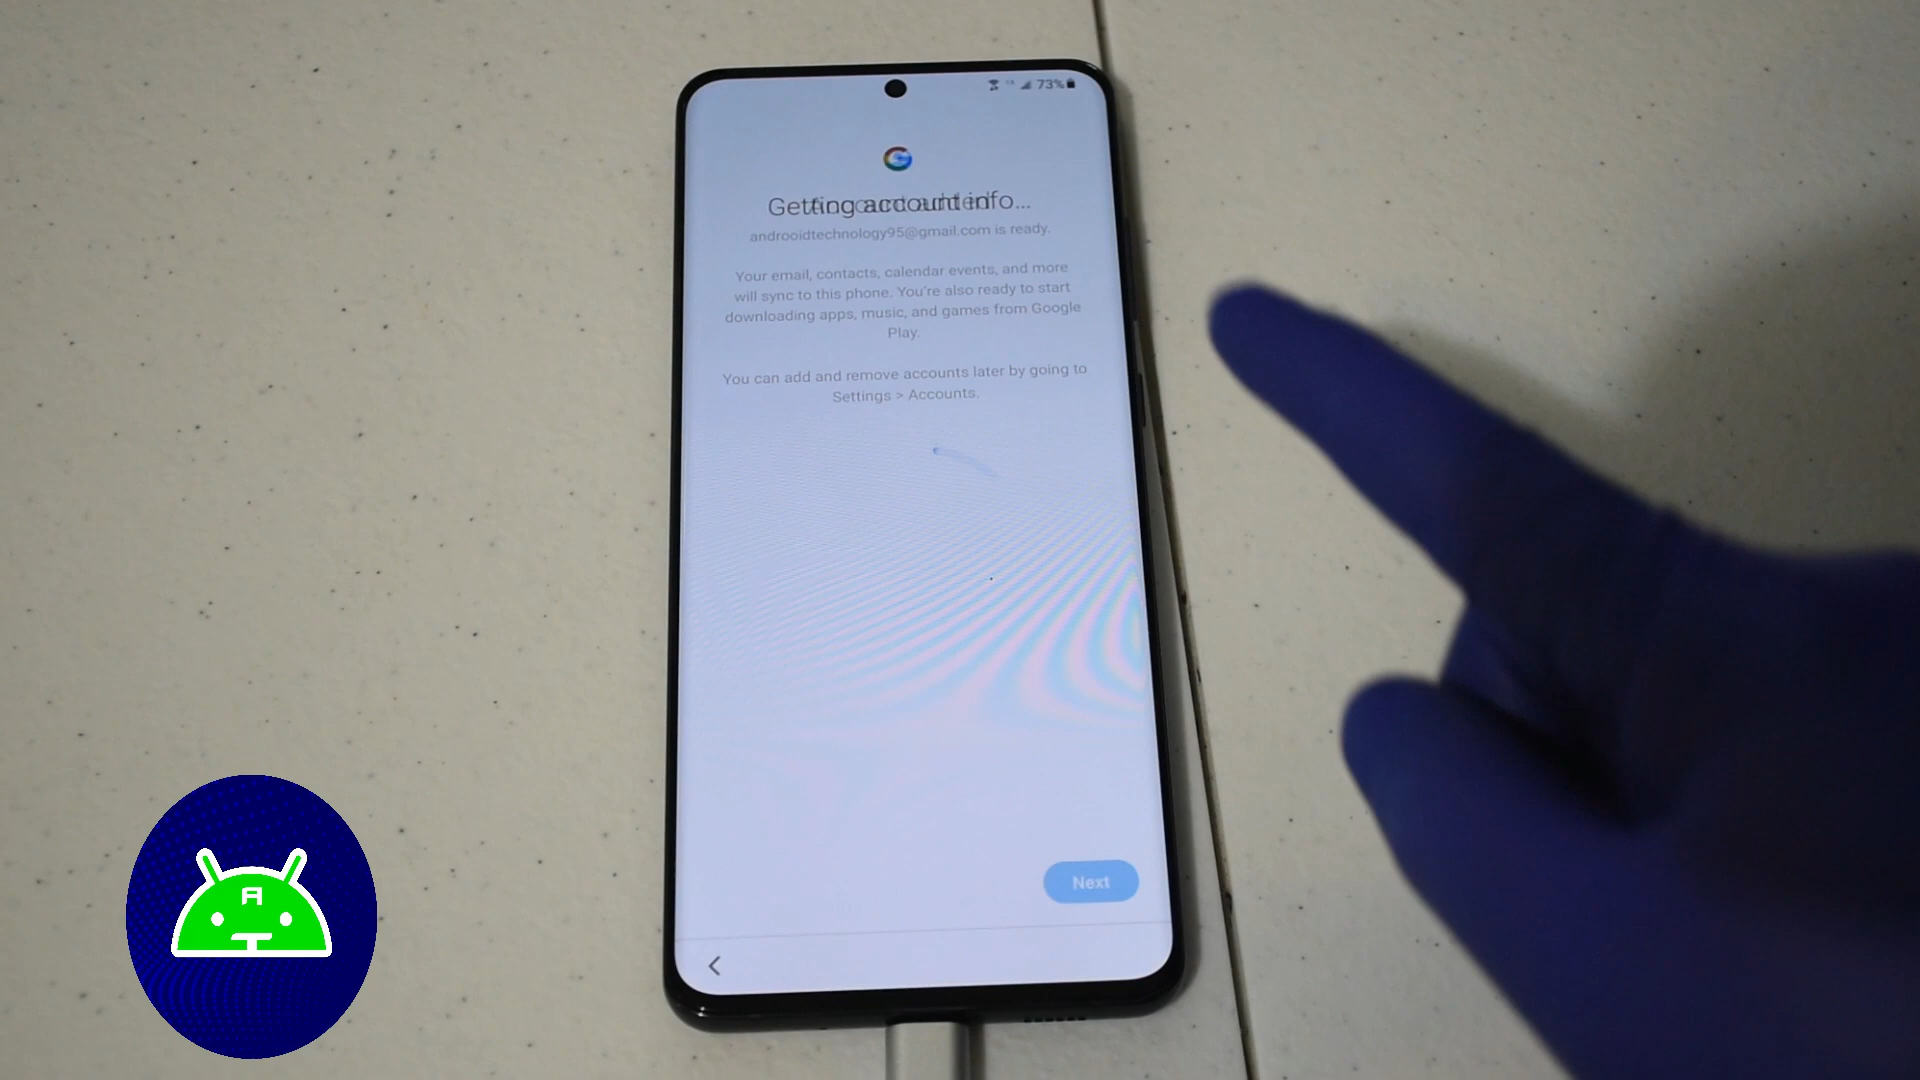 73%
Getting account info...
Account added
androoidtechnology95@gmail.com is ready.
Your email, contacts, calendar events, and more
will sync to this phone. You're also ready to start
downloading apps, music, and games from Google
Play.
You can add and remove accounts later by going to
Settings > Accounts.
Next
A